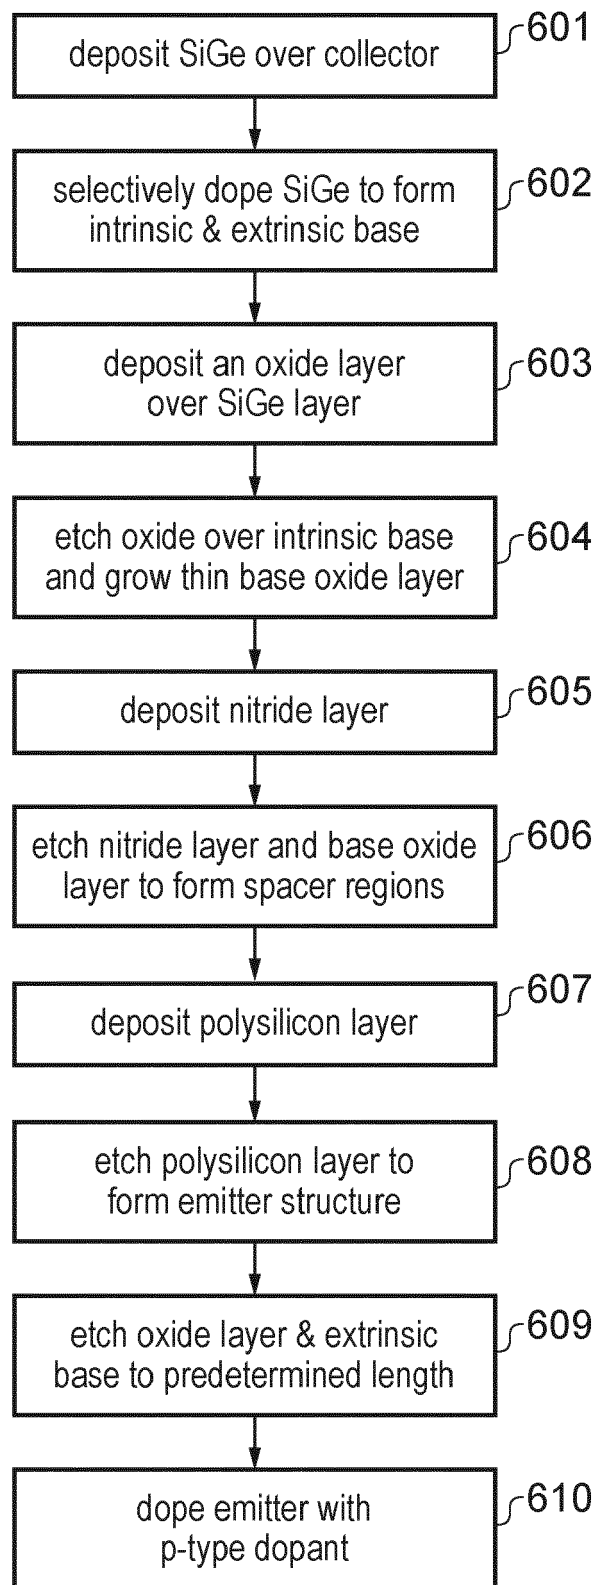 deposit SiGe over collector
601
selectively dope SiGe to form
intrinsic & extrinsic base
602
deposit an oxide layer
over SiGe layer
603
etch oxide over intrinsic base
and grow thin base oxide layer
604
deposit nitride layer
605
etch nitride layer and base oxide
layer to form spacer regions
606
deposit polysilicon layer
607
etch polysilicon layer to
form emitter structure
608
etch oxide layer & extrinsic
base to predetermined length
609
dope emitter with
p-type dopant
610